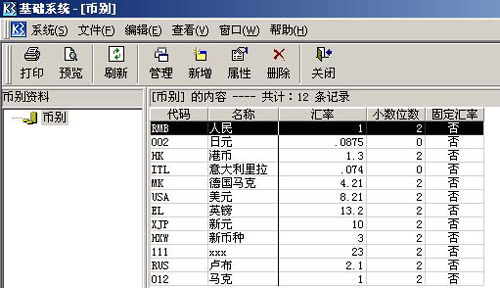 基础系统 - [币别]
系统(S) 文件(F) 编辑(E) 查看(V) 窗口(W) 帮助(H)
打印 预览 刷新 管理 新增 属性 删除 关闭
币别资料
币别
[币别] 的内容 ---- 共计:12 条记录
代码 名称 汇率 小数位数 固定汇率
RMB 人民 1 2 否
002 日元 .0875 0 否
HK 港币 1.3 2 否
ITL 意大利里拉 .074 0 否
MK 德国马克 4.21 2 否
USA 美元 8.21 2 否
EL 英镑 13.2 2 否
XJP 新元 10 2 否
HXW 新币种 3 2 否
111 xxx 23 2 否
RUS 卢布 2.1 2 否
012 马克 1 2 否